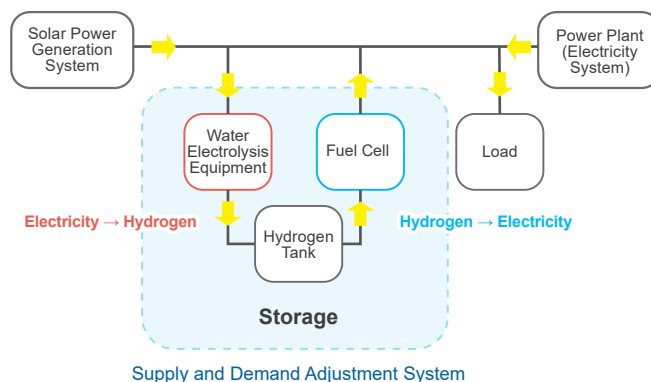 Solar Power
Generation
System
Power Plant
(Electricity
System)
Water
Electrolysis
Equipment
Fuel Cell
Load
Electricity → Hydrogen
Hydrogen → Electricity
Hydrogen
Tank
Storage
Supply and Demand Adjustment System